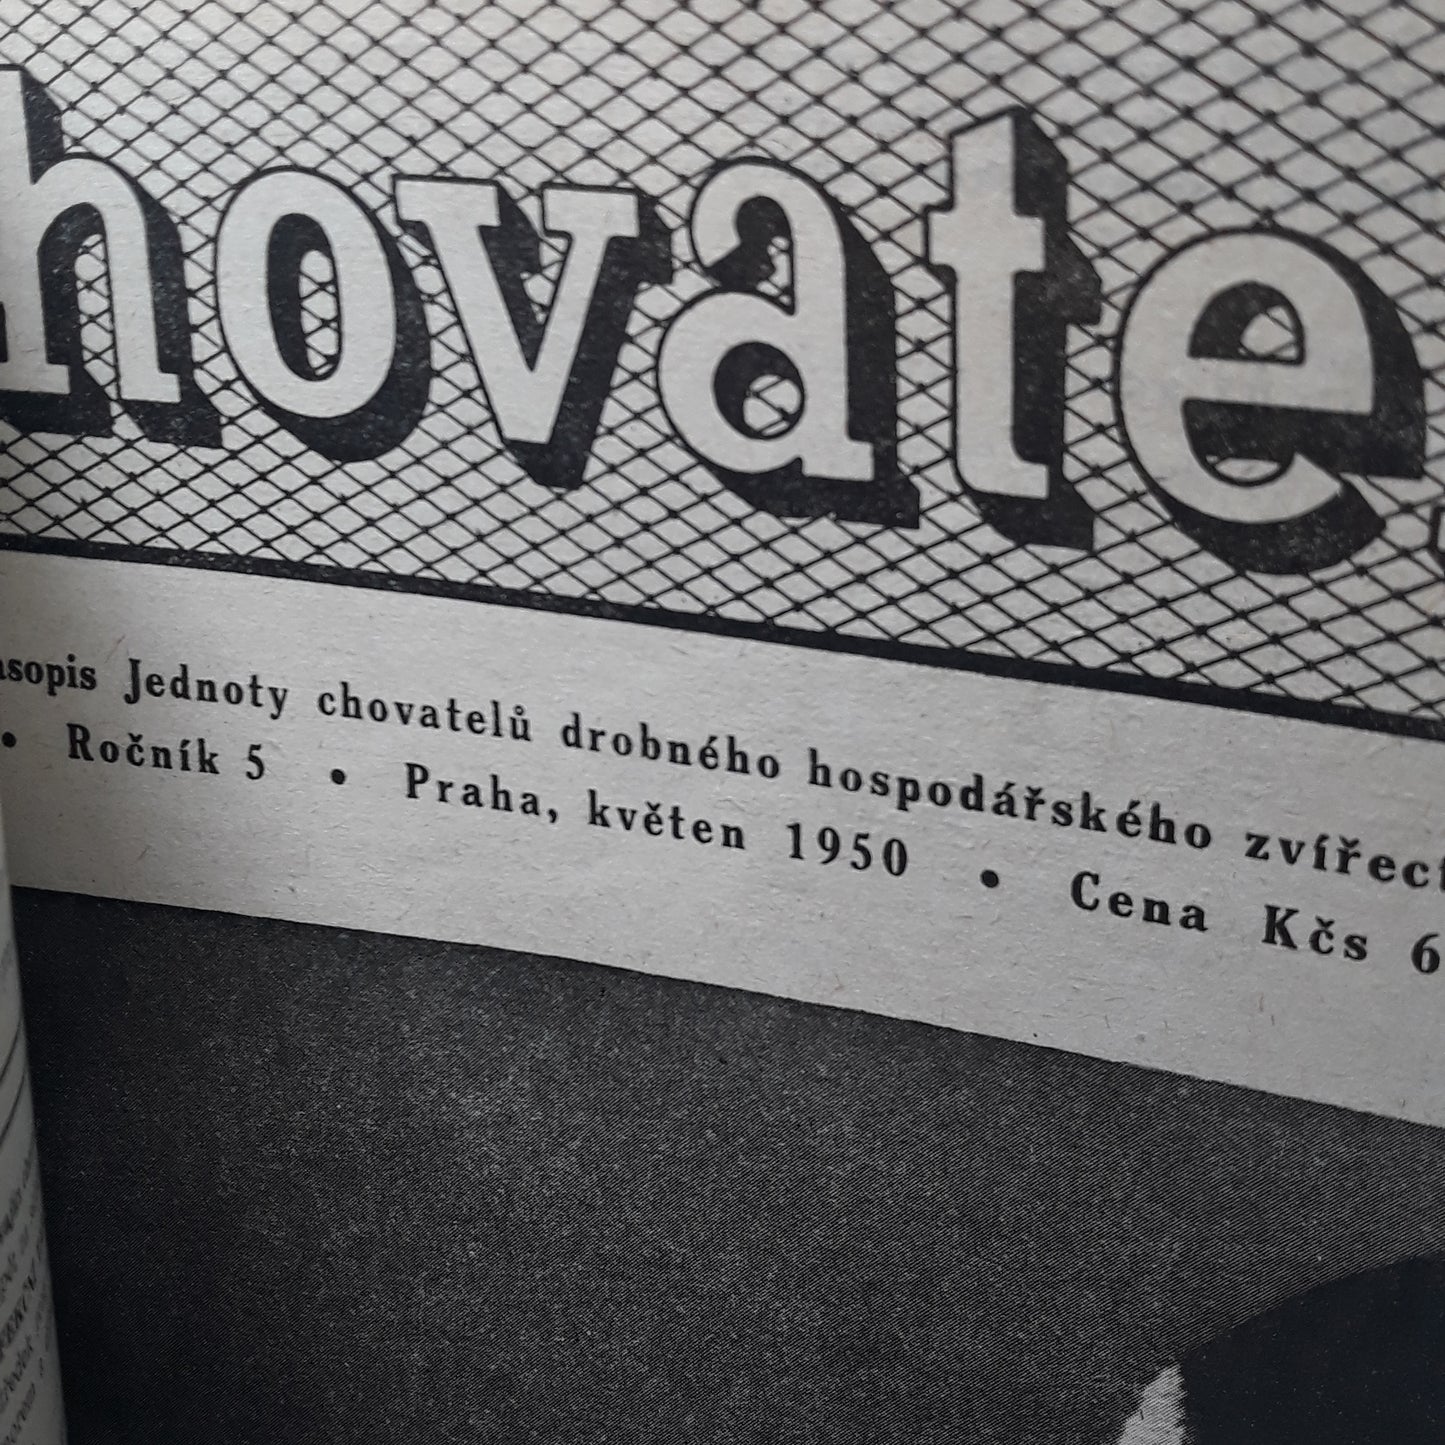 hovate
asopis Jednoty chovatelů drobného hospodářského zvířect
• Ročník 5 • Praha, květen 1950 • Cena Kčs 6